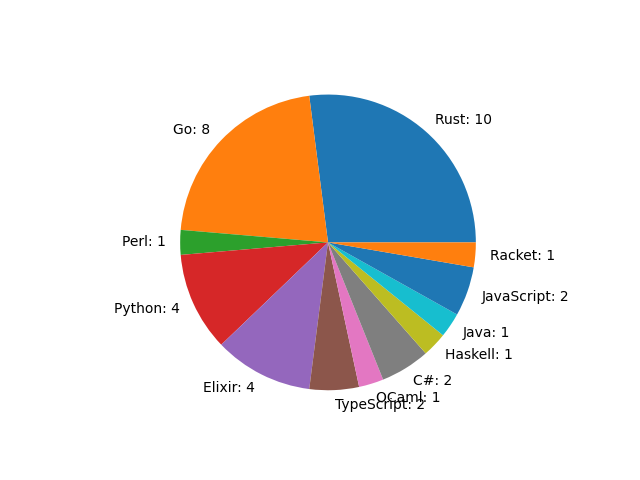 Rust: 10
Go: 8
Perl: 1
Python: 4
Elixir: 4
TypeScript: 2
OCaml: 1
C#: 2
Haskell: 1
Java: 1
JavaScript: 2
Racket: 1